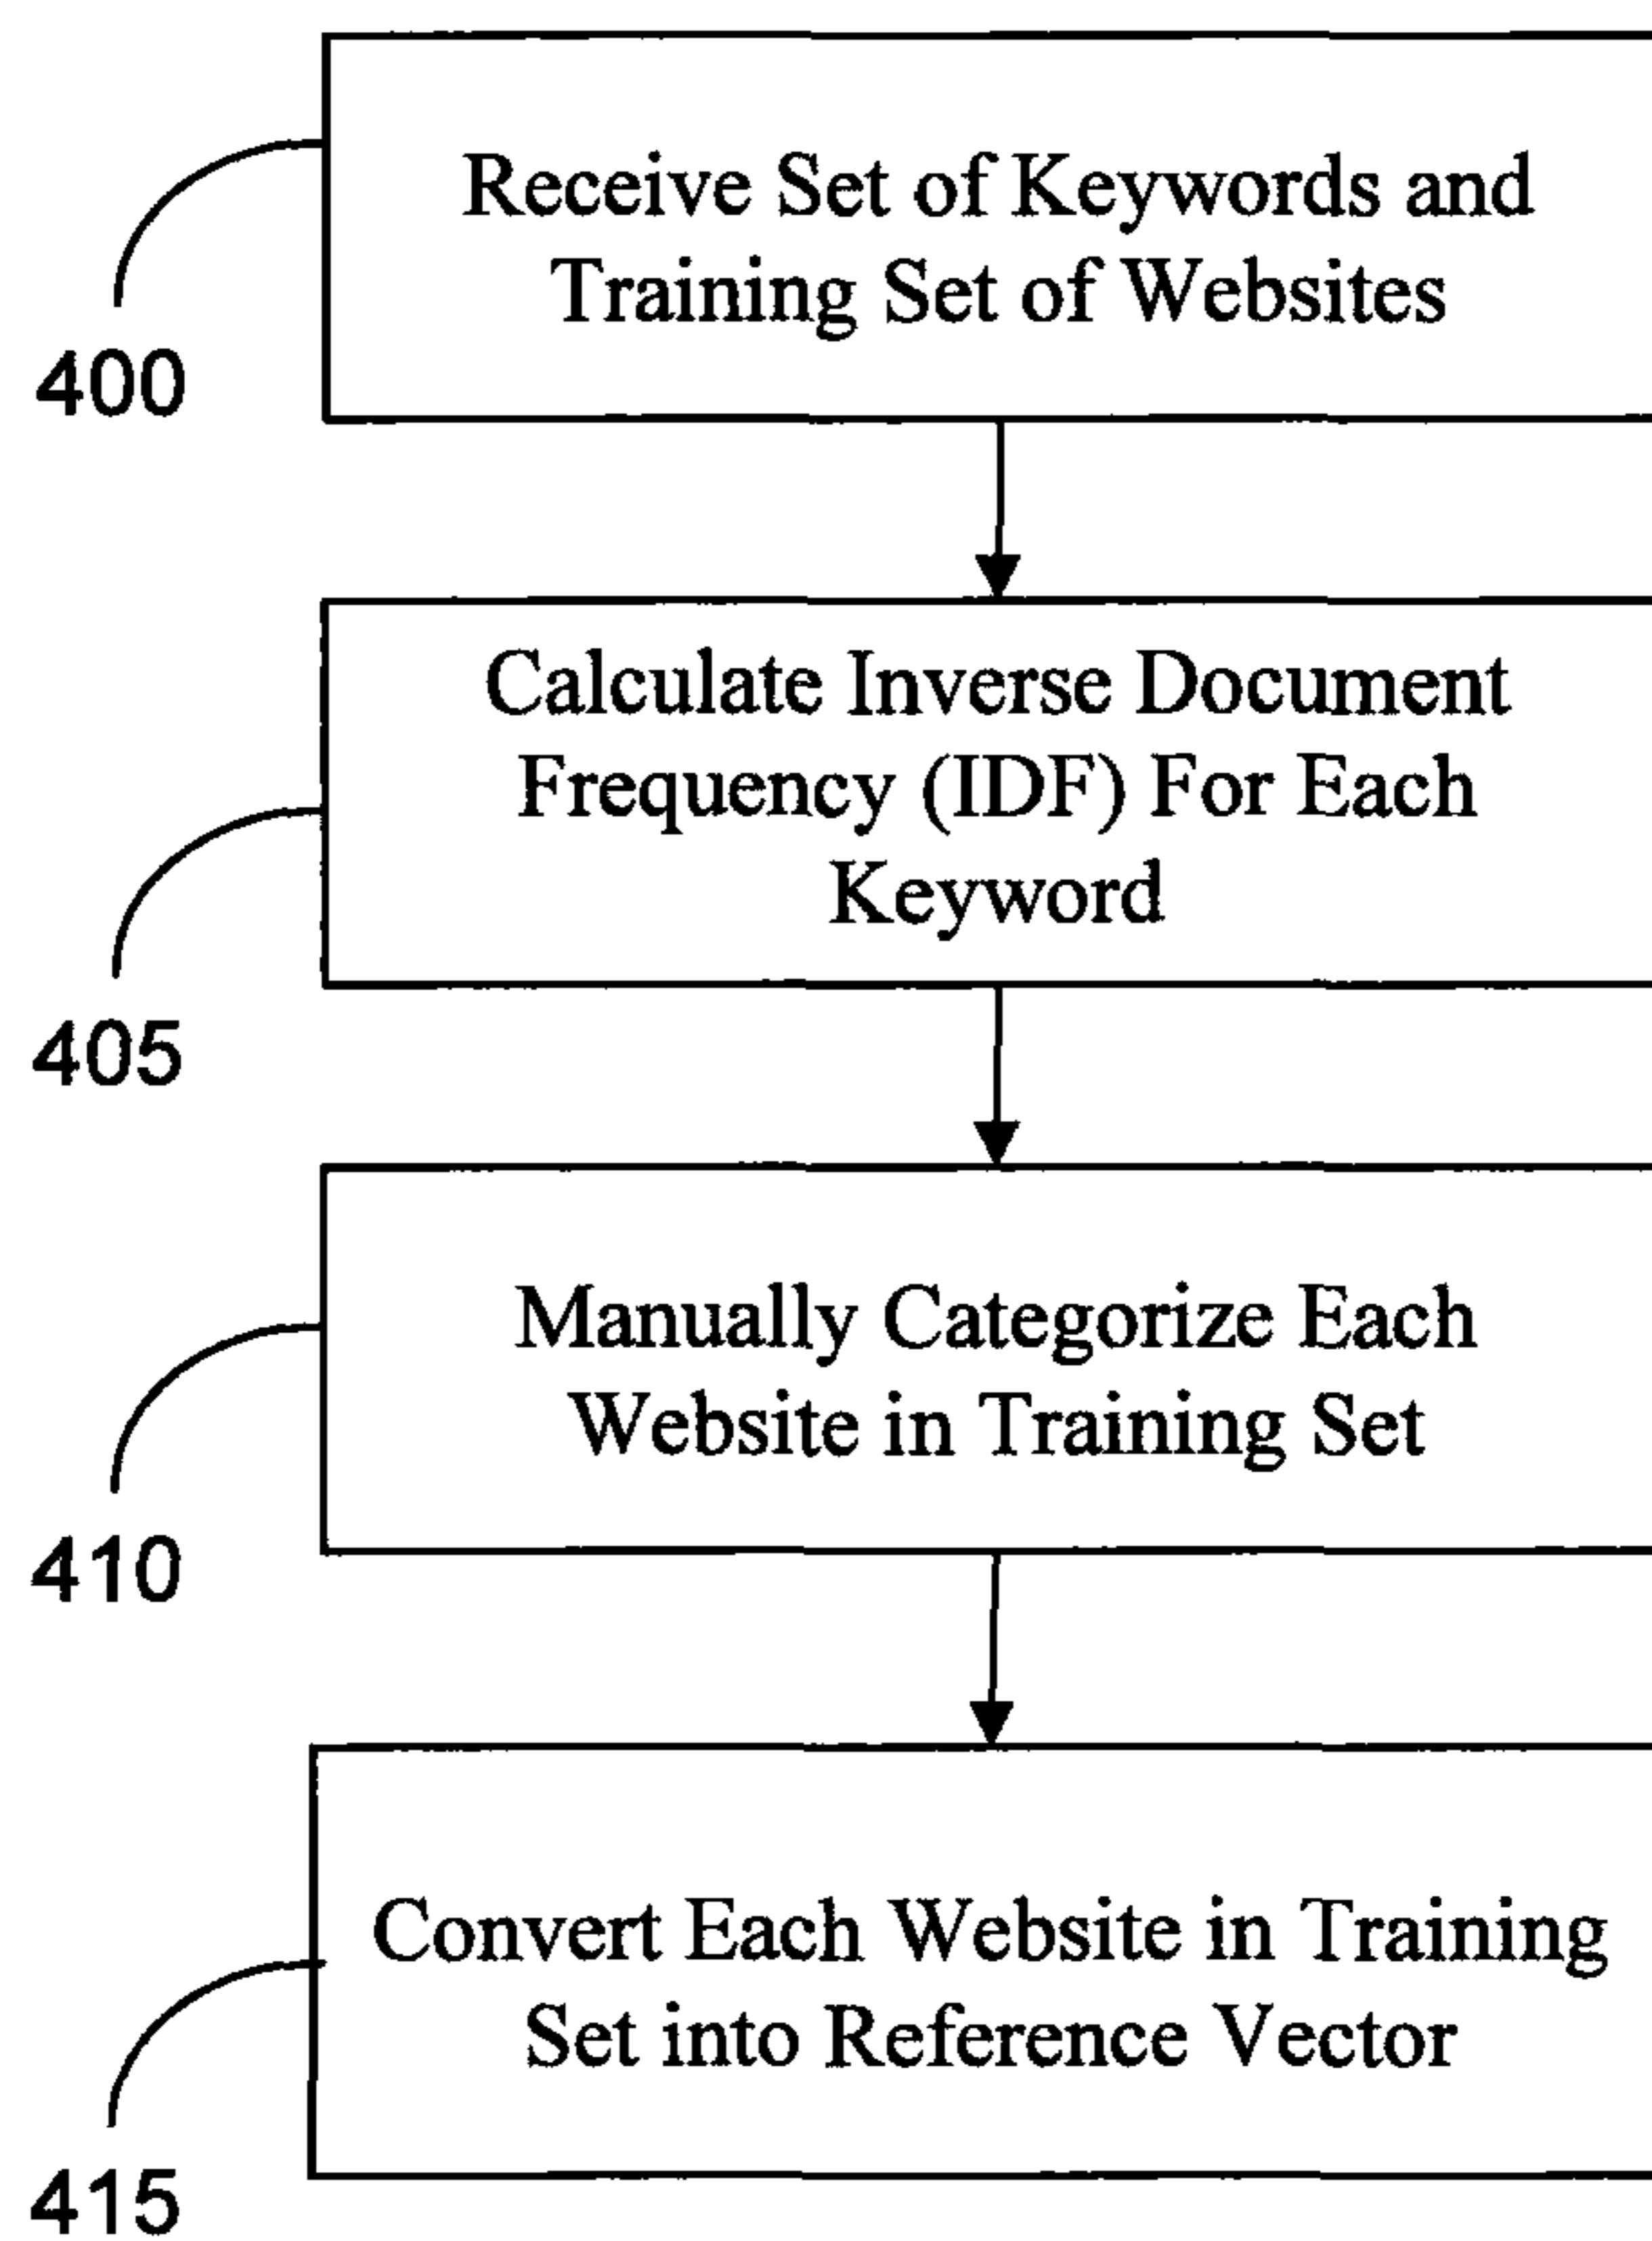 Receive Set of Keywords and
Training Set of Websites
400
Calculate Inverse Document
Frequency (IDF) For Each
Keyword
405
Manually Categorize Each
Website in Training Set
410
Convert Each Website in Training
Set into Reference Vector
415